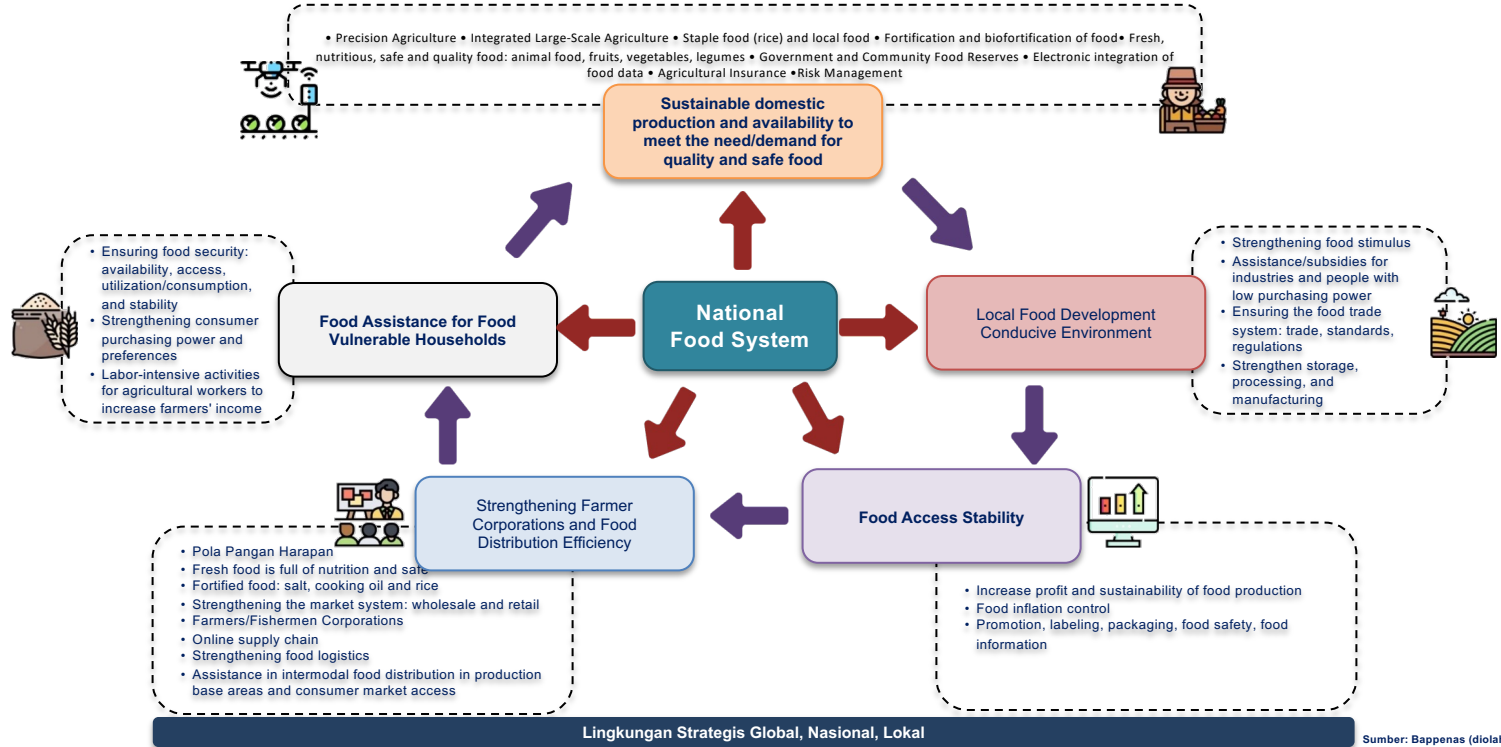 • Precision Agriculture • Integrated Large-Scale Agriculture • Staple food (rice) and local food • Fortification and biofortification of food• Fresh,
nutritious, safe and quality food: animal food, fruits, vegetables, legumes • Government and Community Food Reserves • Electronic integration of
food data • Agricultural Insurance •Risk Management
Sustainable domestic
production and availability to
meet the need/demand for
quality and safe food
• Ensuring food security:
availability, access,
utilization/consumption,
and stability
• Strengthening consumer
purchasing power and
preferences
• Labor-intensive activities
for agricultural workers to
increase farmers' income
Food Assistance for Food
Vulnerable Households
National
Food System
Local Food Development
Conducive Environment
• Strengthening food stimulus
• Assistance/subsidies for
industries and people with
low purchasing power
• Ensuring the food trade
system: trade, standards,
regulations
• Strengthen storage,
processing, and
manufacturing
Strengthening Farmer
Corporations and Food
Distribution Efficiency
Food Access Stability
• Pola Pangan Harapan
• Fresh food is full of nutrition and safe
• Fortified food: salt, cooking oil and rice
• Strengthening the market system: wholesale and retail
• Farmers/Fishermen Corporations
• Online supply chain
• Strengthening food logistics
• Assistance in intermodal food distribution in production
base areas and consumer market access
• Increase profit and sustainability of food production
• Food inflation control
• Promotion, labeling, packaging, food safety, food
information
Lingkungan Strategis Global, Nasional, Lokal
Sumber: Bappenas (diolah